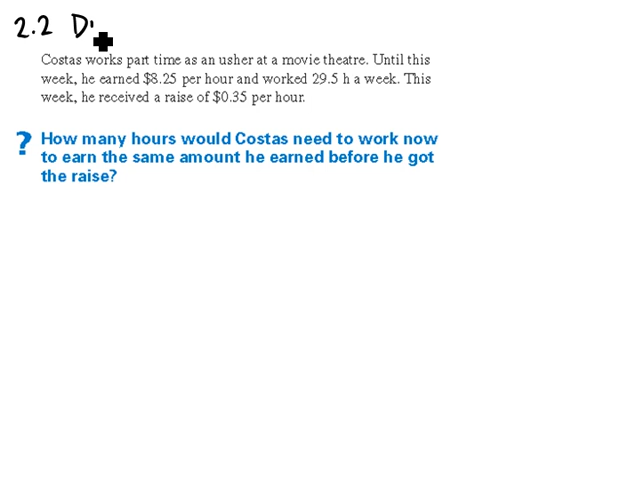 2.2 Di
Costas works part time as an usher at a movie theatre. Until this
week, he earned $8.25 per hour and worked 29.5 h a week. This
week, he received a raise of $0.35 per hour.
? How many hours would Costas need to work now
to earn the same amount he earned before he got
the raise?